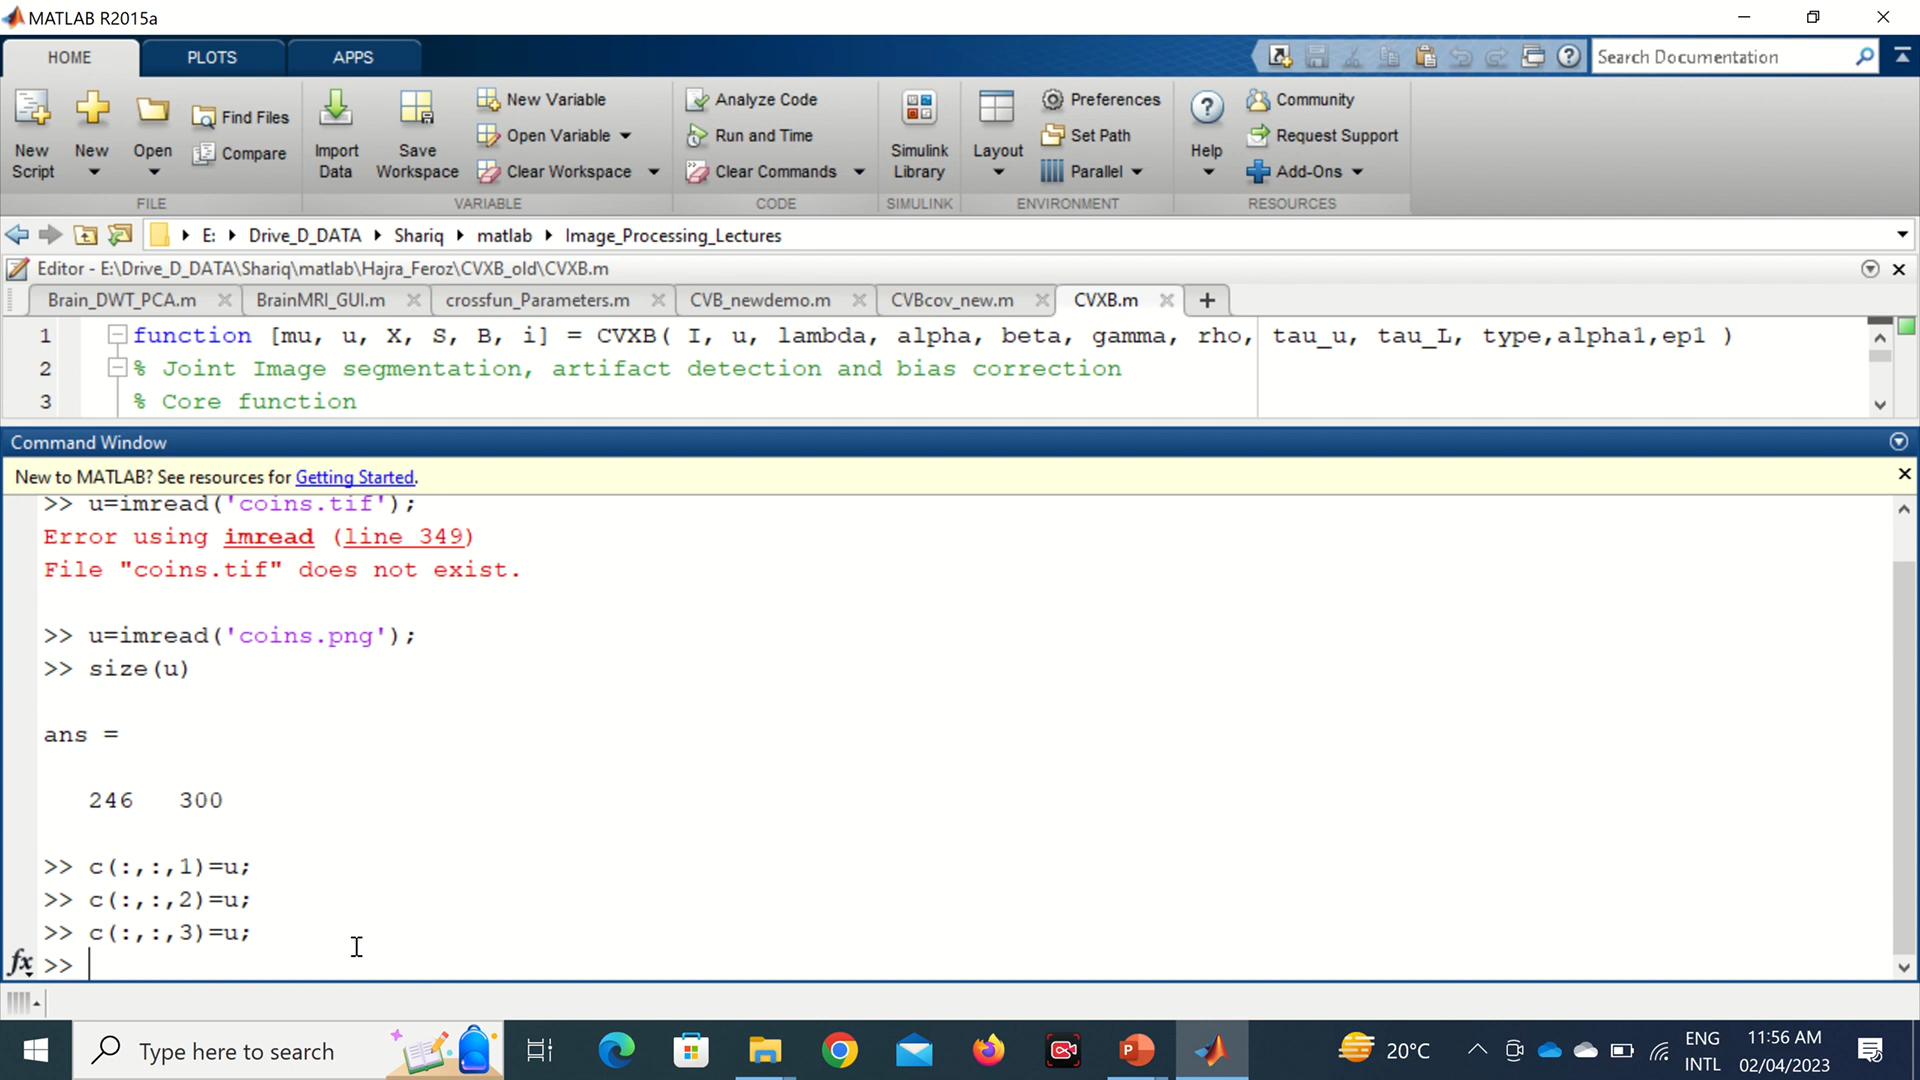 MATLAB R2015a
HOME PLOTS APPS
Search Documentation
New Script
New
Open
Find Files
Compare
Import Data
Save Workspace
New Variable
Open Variable
Clear Workspace
Analyze Code
Run and Time
Clear Commands
Simulink Library
Layout
Preferences
Set Path
Parallel
Help
Community
Request Support
Add-Ons
FILE VARIABLE CODE SIMULINK ENVIRONMENT RESOURCES
E: Drive_D_DATA Shariq matlab Image_Processing_Lectures
Editor - E:\Drive_D_DATA\Shariq\matlab\Hajra_Feroz\CVXB_old\CVXB.m
Brain_DWT_PCA.m BrainMRI_GUI.m crossfun_Parameters.m CVB_newdemo.m CVBcov_new.m CVXB.m
1 function [mu, u, X, S, B, i] = CVXB( I, u, lambda, alpha, beta, gamma, rho, tau_u, tau_L, type,alpha1,ep1 )
2 % Joint Image segmentation, artifact detection and bias correction
3 % Core function
Command Window
New to MATLAB? See resources for Getting Started.
>> u=imread('coins.tif');
Error using imread (line 349)
File "coins.tif" does not exist.
>> u=imread('coins.png');
>> size(u)
ans =
246 300
>> c(:,:,1)=u;
>> c(:,:,2)=u;
>> c(:,:,3)=u;
fx >>
Type here to search
20°C
ENG
INTL
11:56 AM
02/04/2023